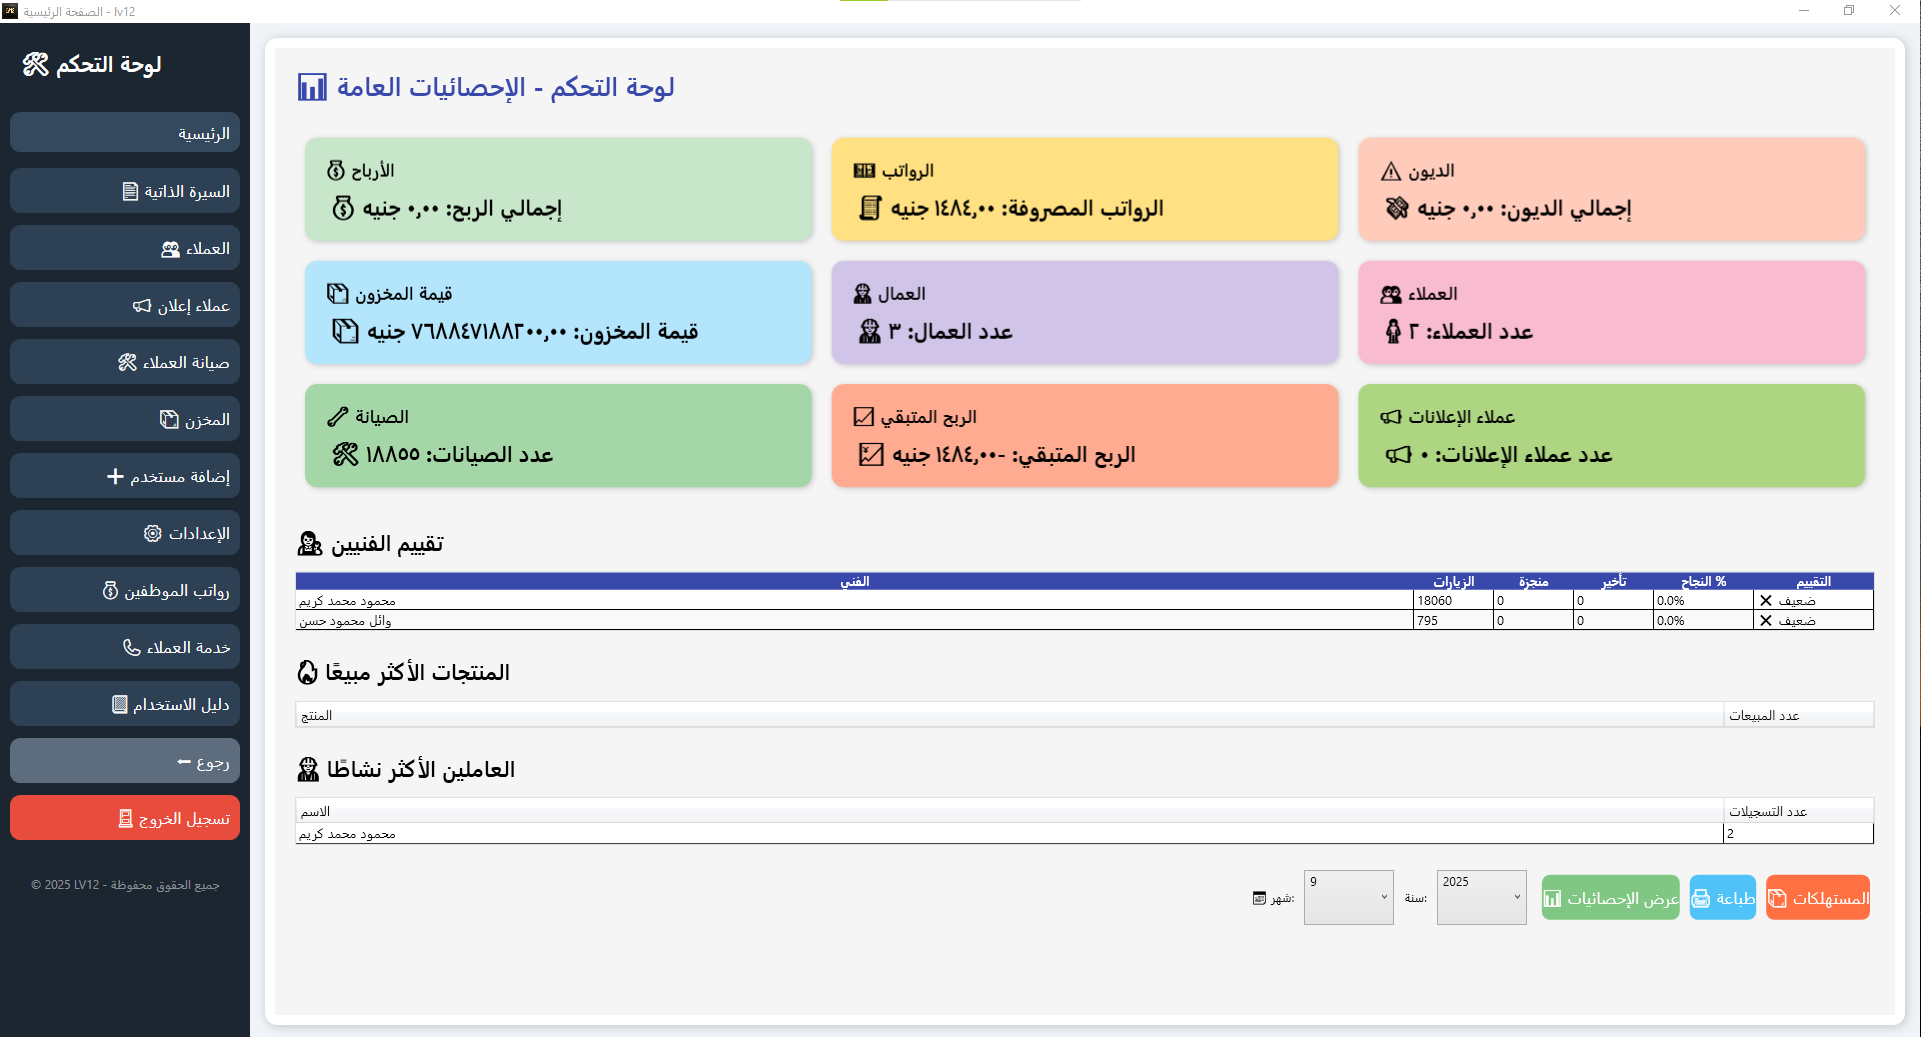 lv12 - الصفحة الرئيسية
لوحة التحكم
الرئيسية
السيرة الذاتية
العملاء
عملاء إعلان
صيانة العملاء
المخزن
إضافة مستخدم
الإعدادات
رواتب الموظفين
خدمة العملاء
دليل الاستخدام
رجوع
تسجيل الخروج
جميع الحقوق محفوظة - LV12 2025 ©
لوحة التحكم - الإحصائيات العامة
الأرباح
إجمالي الربح: ٠,٠٠ جنيه
الرواتب
الرواتب المصروفة: ١٤٨٤,٠٠ جنيه
الديون
إجمالي الديون: ٠,٠٠ جنيه
قيمة المخزون
قيمة المخزون: ٧٦٨٨٤٧١٨٨٢٠٠,٠٠ جنيه
العمال
عدد العمال: ٣
العملاء
عدد العملاء: ٢
الصيانة
عدد الصيانات: ١٨٨٥٥
الربح المتبقي
الربح المتبقي: -١٤٨٤,٠٠ جنيه
عملاء الإعلانات
عدد عملاء الإعلانات: ٠
تقييم الفنيين
الفني الزيارات منجزة تأخير % النجاح التقييم
محمود محمد كريم 18060 0 0 0.0% ضعيف
وائل محمود حسن 795 0 0 0.0% ضعيف
المنتجات الأكثر مبيعًا
المنتج عدد المبيعات
العاملين الأكثر نشاطًا
الاسم عدد التسجيلات
محمود محمد كريم 2
شهر: 9 سنة: 2025 عرض الإحصائيات طباعة المستهلكات